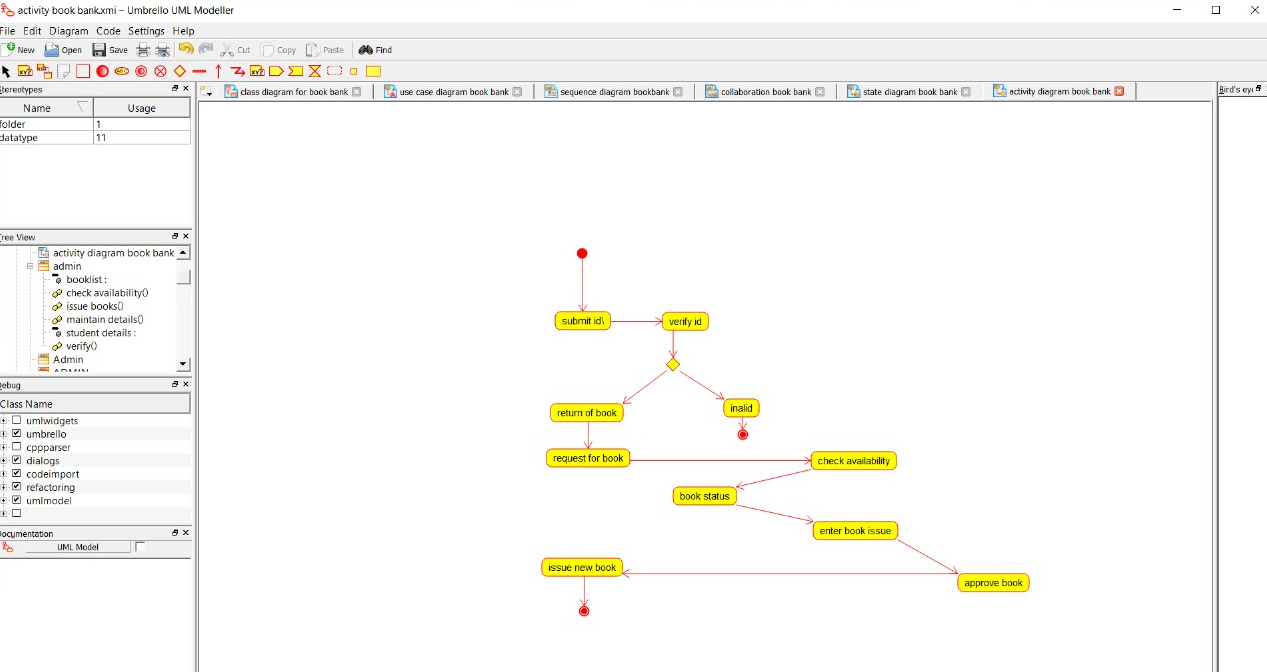 activity book bank.xmi – Umbrello UML Modeller
File Edit Diagram Code Settings Help
New Open Save Cut Copy Paste Find
Stereotypes
Name Usage
folder 1
datatype 11
class diagram for book bank use case diagram book bank sequence diagram bookbank collaboration book bank state diagram book bank activity diagram book bank
Bird's ey
Tree View
activity diagram book bank
admin
booklist :
check availability()
issue books()
maintain details()
student details :
verify()
Admin
ADMIN
Debug
Class Name
umlwidgets
umbrello
cppparser
dialogs
codeimport
refactoring
umlmodel
Documentation
UML Model
submit id\ verify id
return of book inalid
request for book check availability
book status
enter book issue
issue new book
approve book